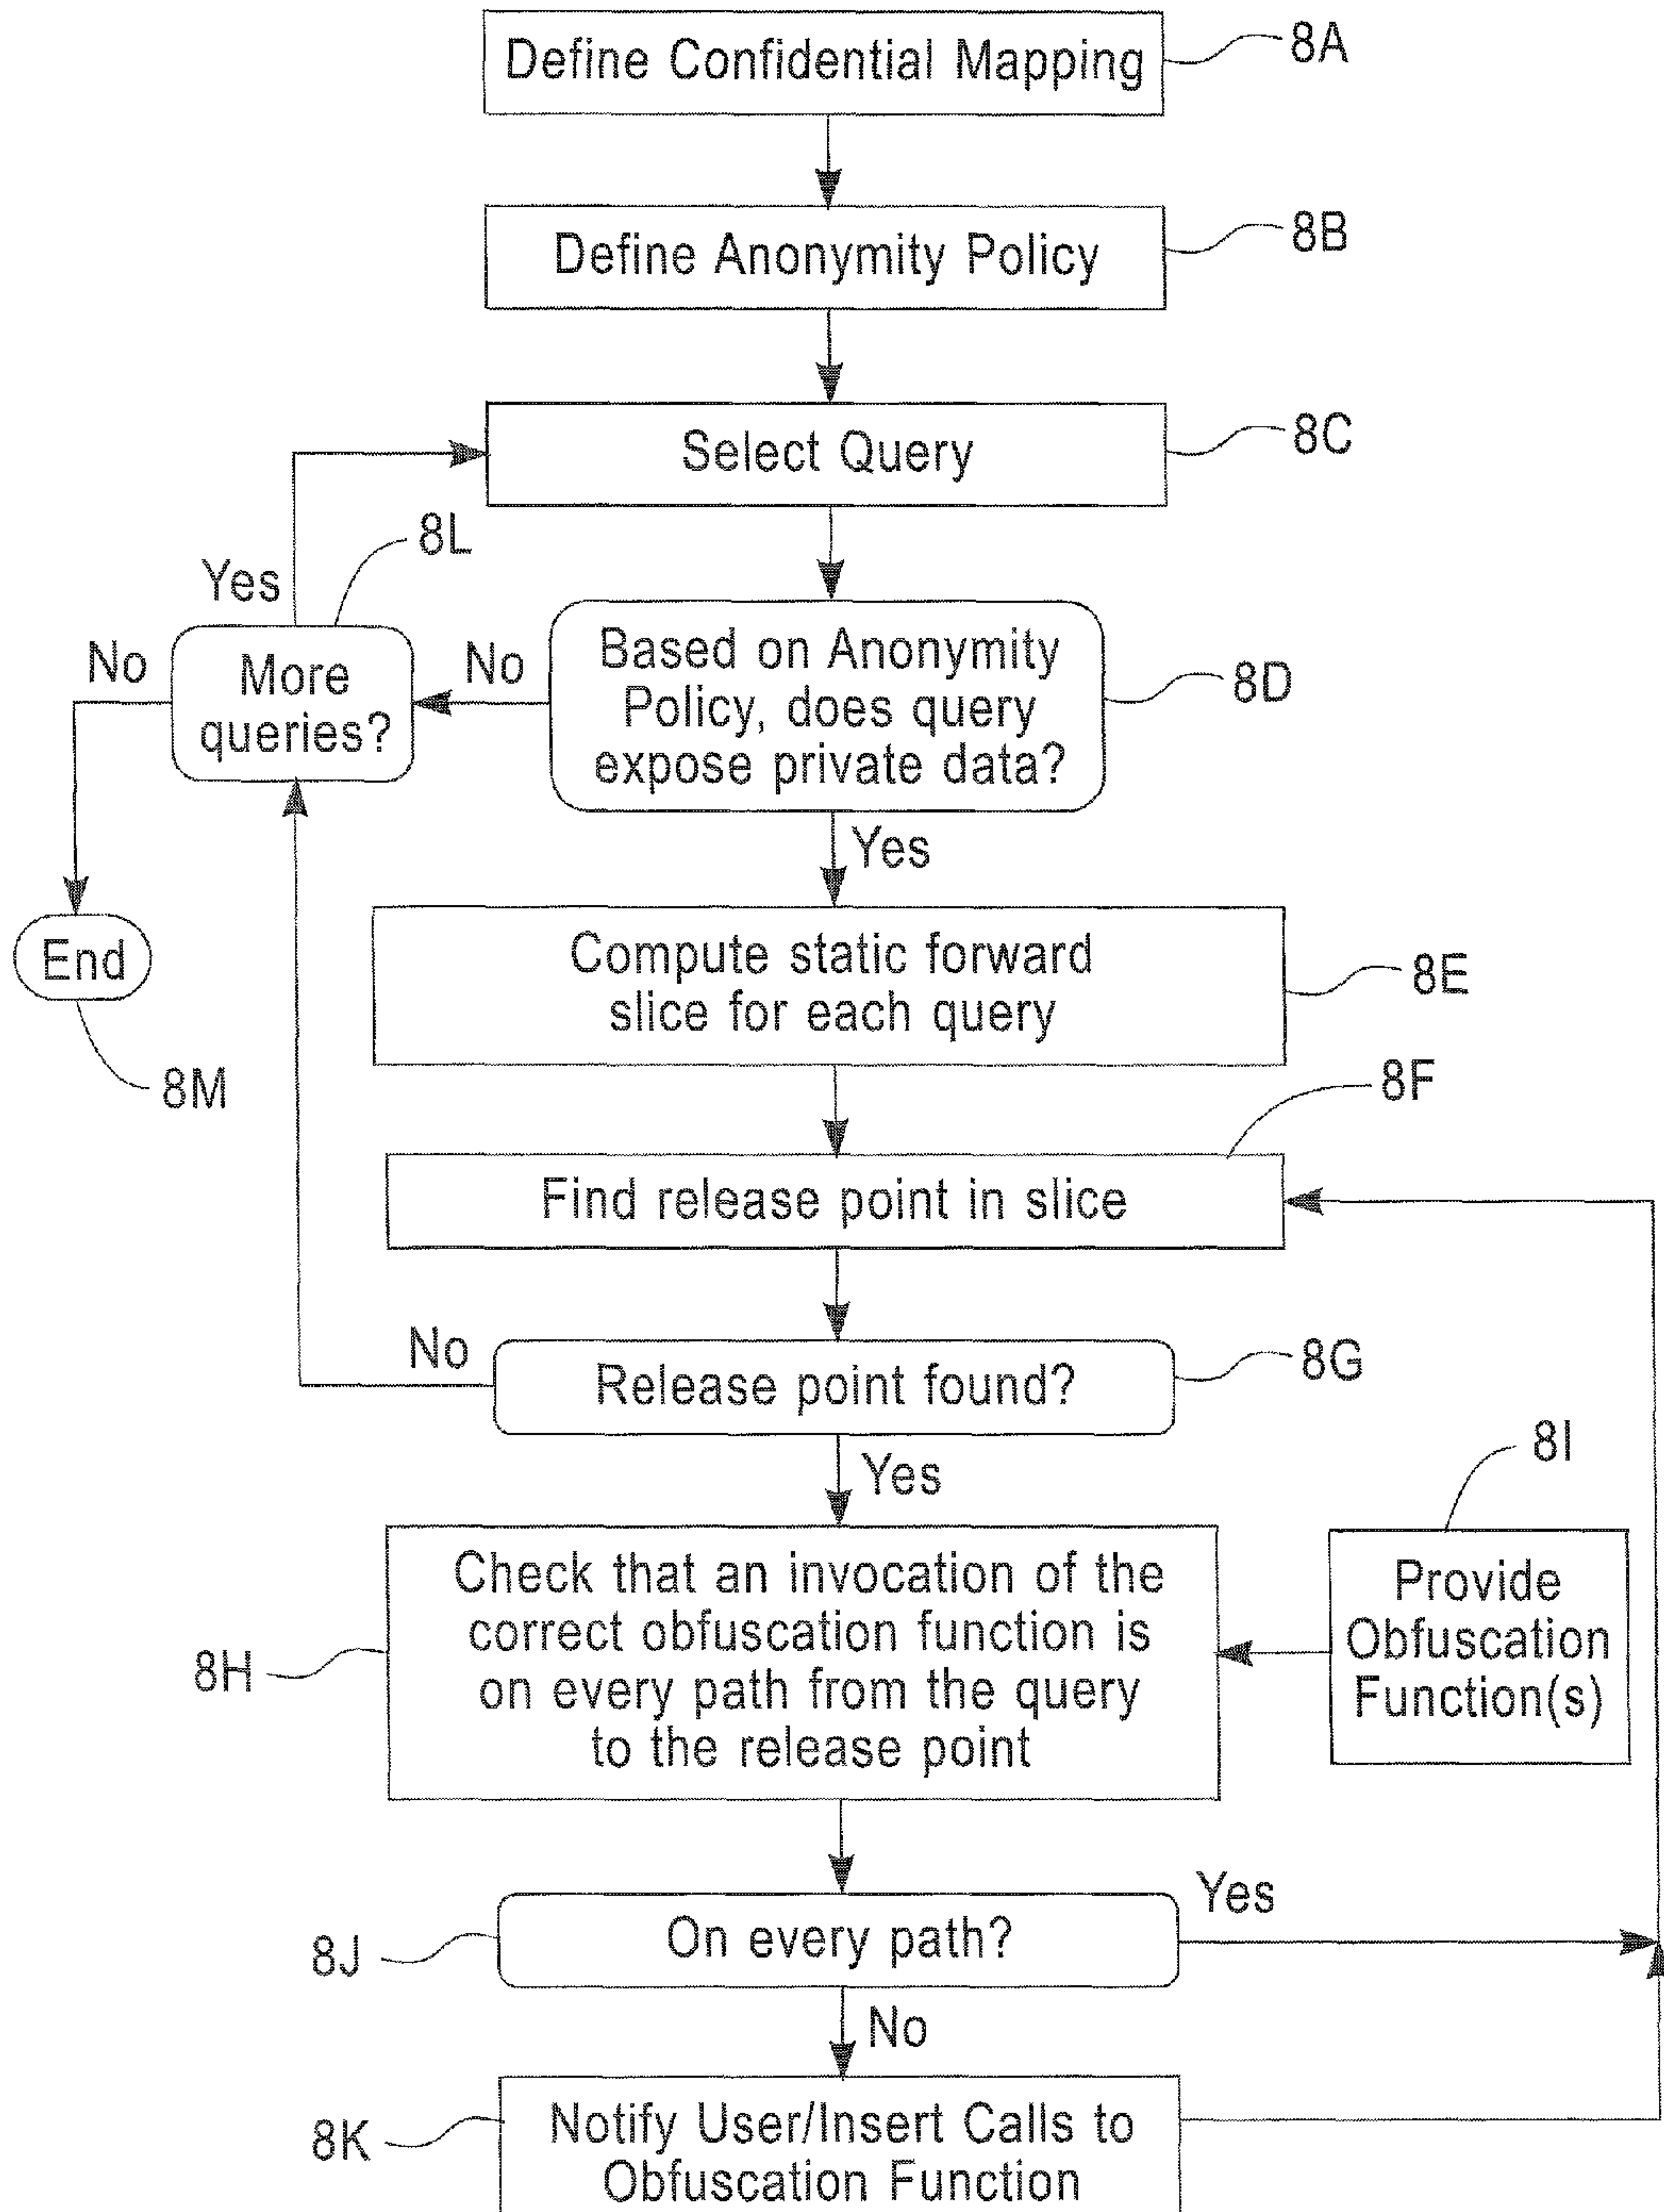 Define Confidential Mapping
8A
Define Anonymity Policy
8B
Select Query
8C
8L
Yes
No
More
queries?
No
Based on Anonymity
Policy, does query
expose private data?
8D
Yes
End
8M
Compute static forward
slice for each query
8E
8F
Find release point in slice
No
Release point found?
8G
Yes
8I
Provide
Obfuscation
Function(s)
Check that an invocation of the
correct obfuscation function is
on every path from the query
to the release point
8H
On every path?
Yes
8J
No
Notify User/Insert Calls to
Obfuscation Function
8K